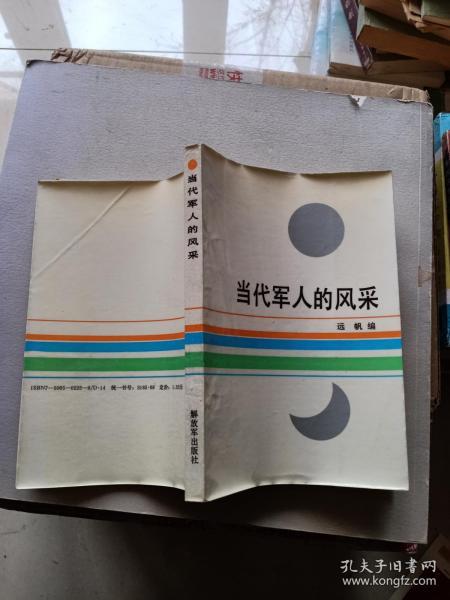 当代军人的风采
当代军人的风采
远 帆 编
解放军出版社
孔夫子旧书网
www.kongfz.com